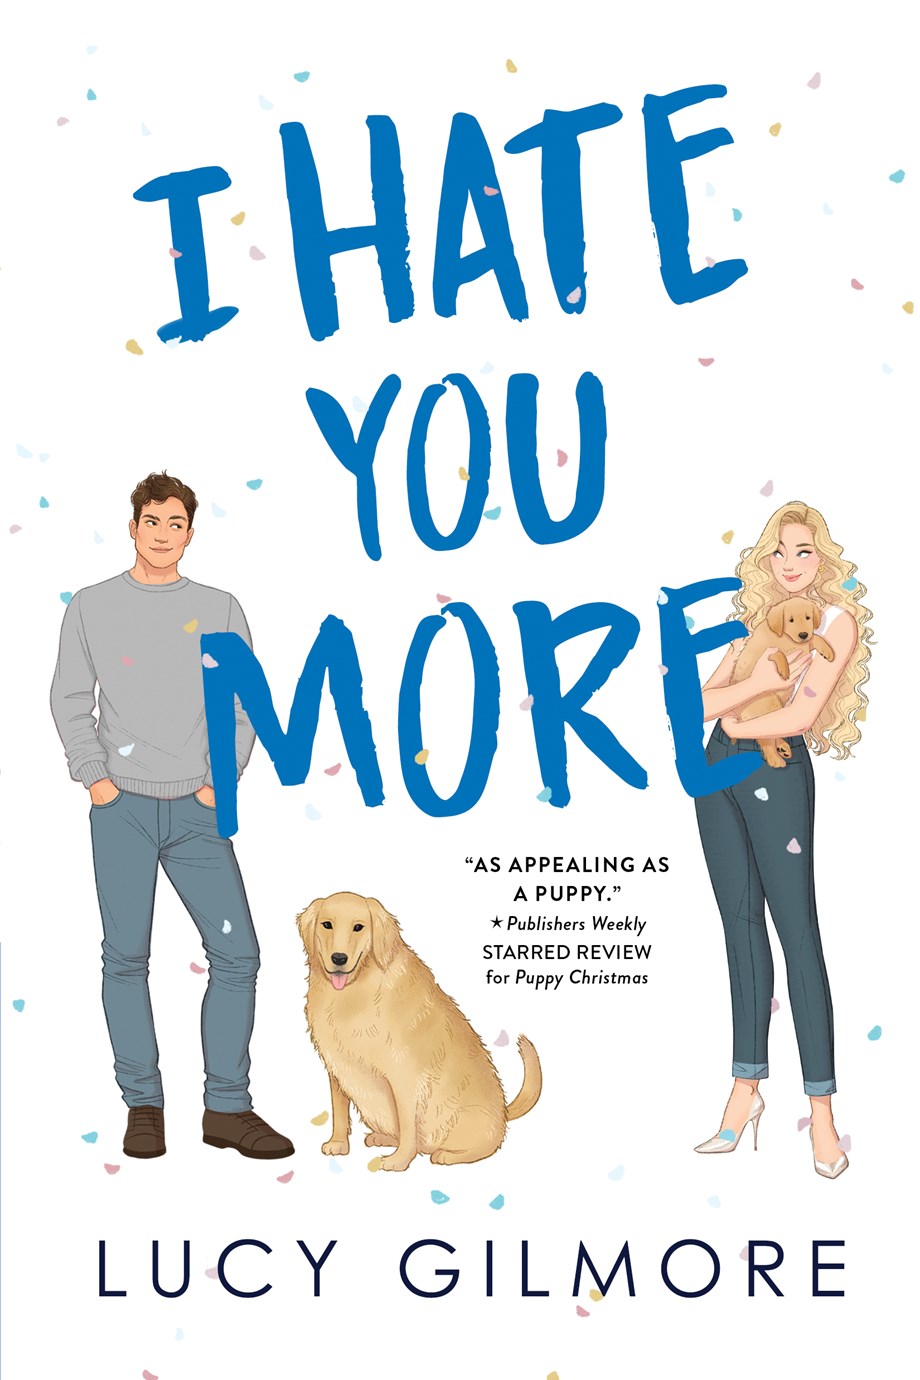 I HATE
YOU
MORE
“AS APPEALING AS
A PUPPY.”
★ Publishers Weekly
STARRED REVIEW
for Puppy Christmas
LUCY GILMORE